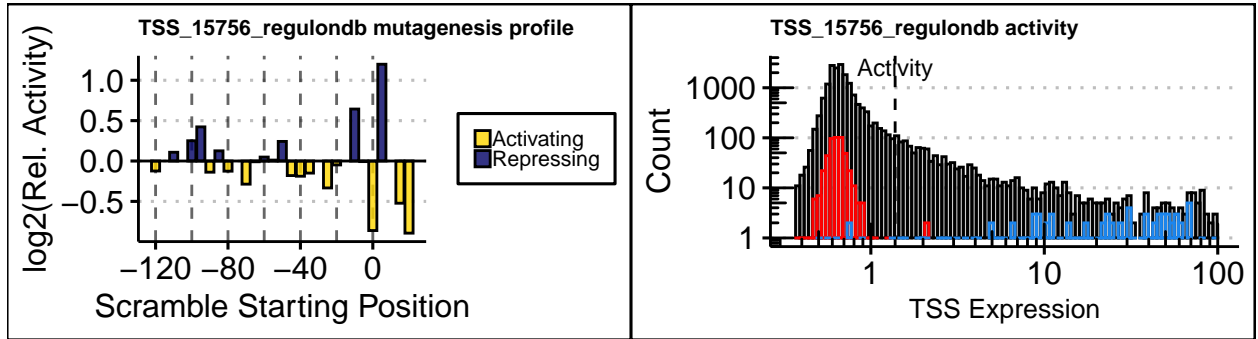 TSS_15756_regulondb mutagenesis profile
log2(Rel. Activity)
1.0
0.5
0.0
−0.5
−120 −80 −40 0
Scramble Starting Position
Activating
Repressing
TSS_15756_regulondb activity
Activity
Count
1000
100
10
1
1 10 100
TSS Expression